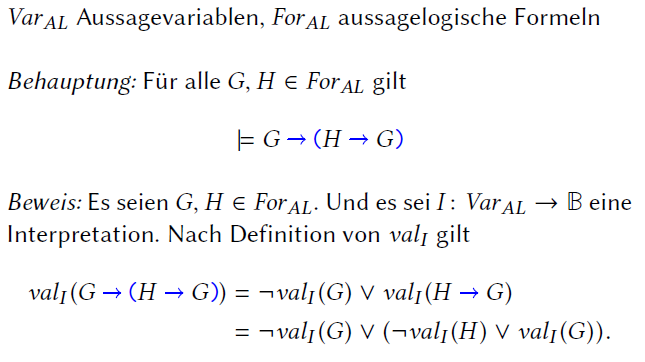 Var_AL Aussagevariablen, For_AL aussagelogische Formeln
Behauptung: Für alle G, H ∈ For_AL gilt
⊨ G → (H → G)
Beweis: Es seien G, H ∈ For_AL. Und es sei I : Var_AL → 𝔹 eine
Interpretation. Nach Definition von val_I gilt
val_I(G → (H → G)) = ¬val_I(G) ∨ val_I(H → G)
= ¬val_I(G) ∨ (¬val_I(H) ∨ val_I(G)).